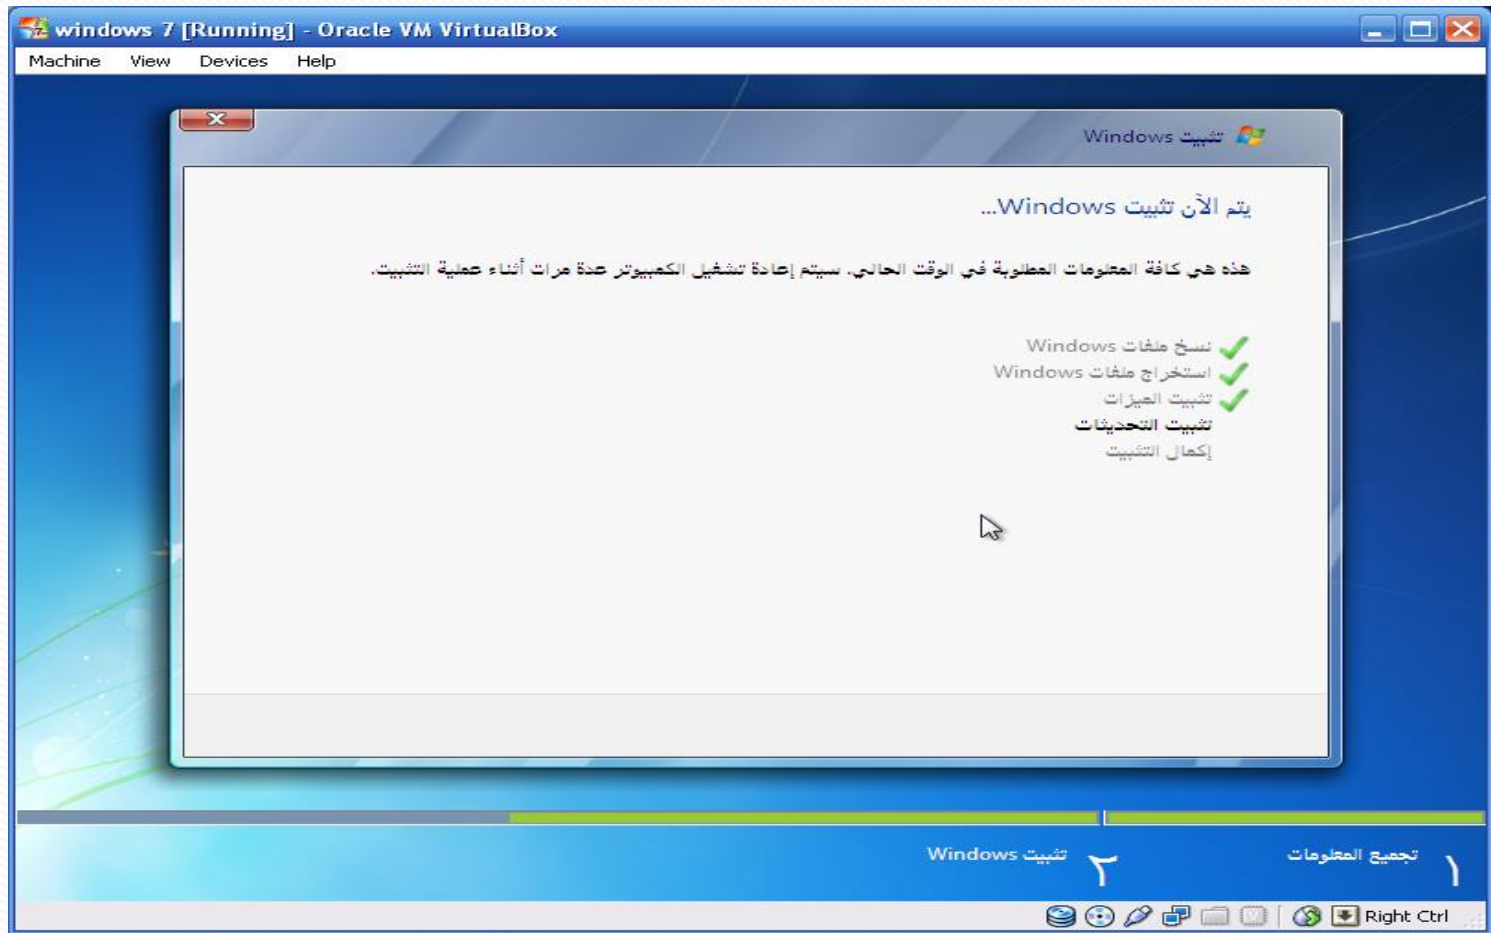 windows 7 [Running] - Oracle VM VirtualBox
Machine View Devices Help
تثبيت Windows
يتم الآن تثبيت Windows...
هذه هي كافة المعلومات المطلوبة في الوقت الحالي. سيتم إعادة تشغيل الكمبيوتر عدة مرات أثناء عملية التثبيت.
نسخ ملفات Windows
استخراج ملفات Windows
تثبيت الميزات
تثبيت التحديثات
إكمال التثبيت
١ تجميع المعلومات
٢ تثبيت Windows
Right Ctrl